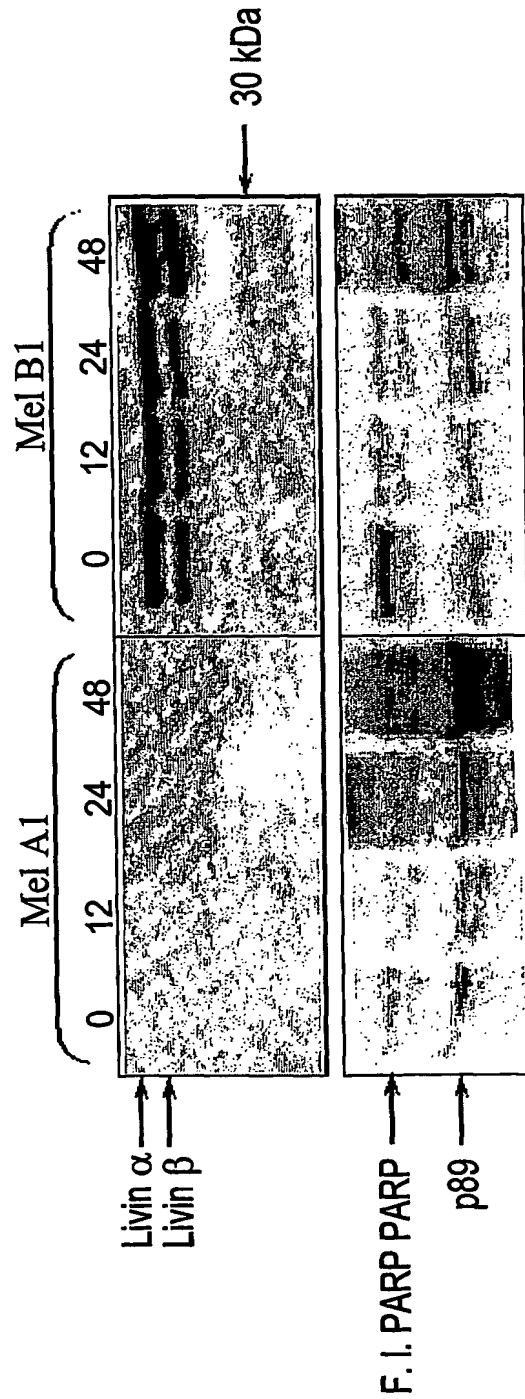 Mel A1 Mel B1
0 12 24 48 0 12 24 48
Livin α
Livin β
30 kDa
F. I. PARP PARP
p89